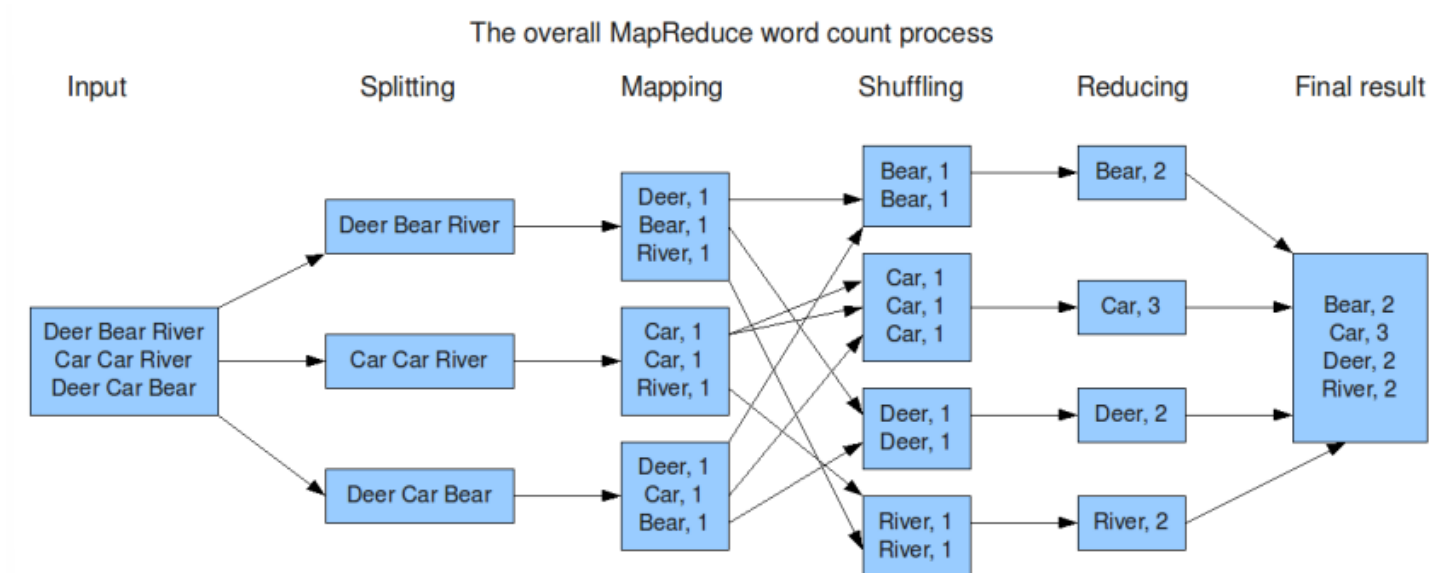 The overall MapReduce word count process
Input
Splitting
Mapping
Shuffling
Reducing
Final result
Deer Bear River
Car Car River
Deer Car Bear
Deer Bear River
Car Car River
Deer Car Bear
Deer, 1
Bear, 1
River, 1
Car, 1
Car, 1
River, 1
Deer, 1
Car, 1
Bear, 1
Bear, 1
Bear, 1
Car, 1
Car, 1
Car, 1
Deer, 1
Deer, 1
River, 1
River, 1
Bear, 2
Car, 3
Deer, 2
River, 2
Bear, 2
Car, 3
Deer, 2
River, 2